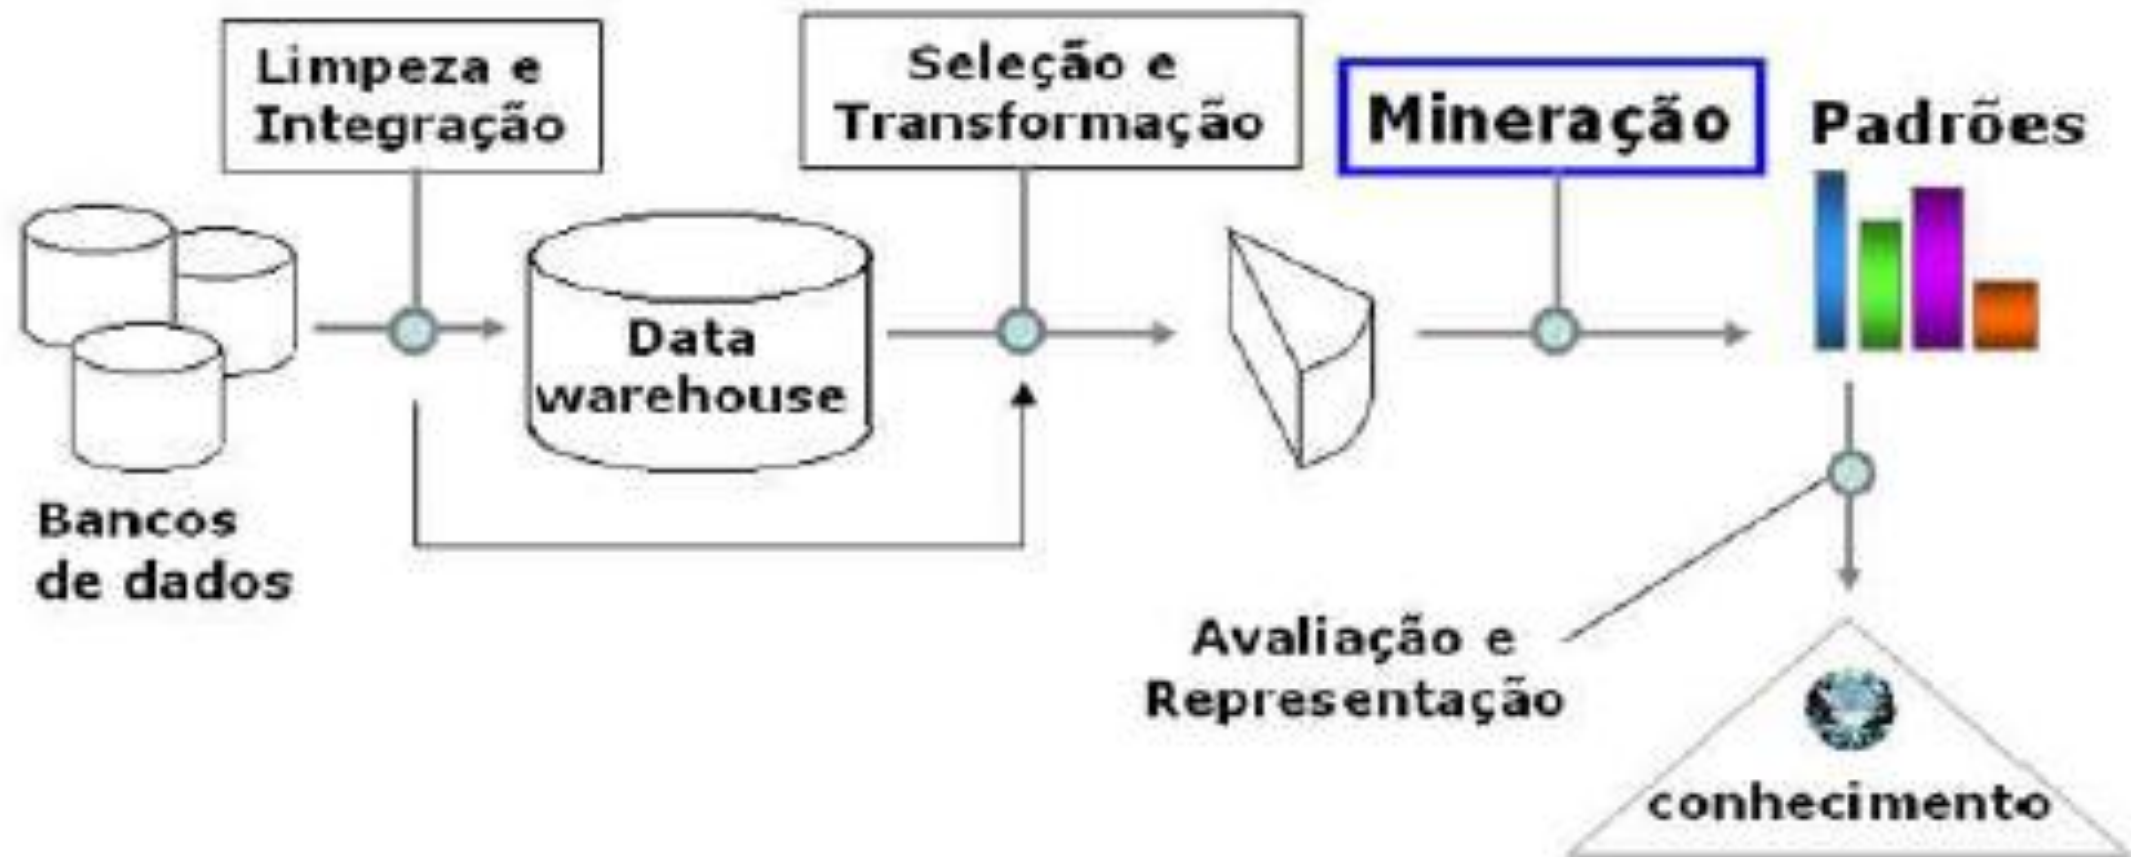 Limpeza e
Integração
Seleção e
Transformação
Mineração
Padrões
Data
warehouse
Bancos
de dados
Avaliação e
Representação
conhecimento